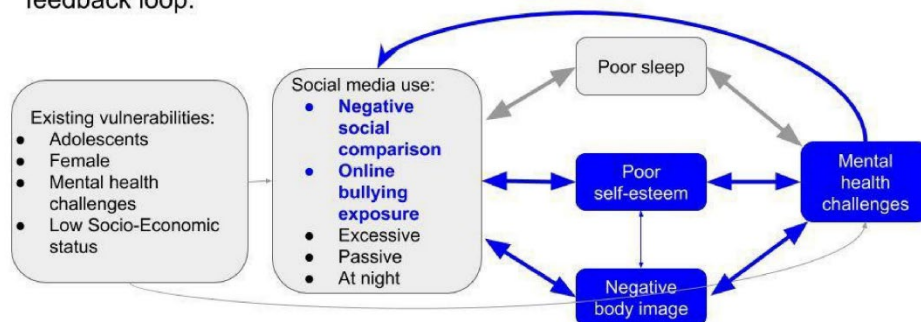 feedback loop.
Existing vulnerabilities:
● Adolescents
● Female
● Mental health
challenges
● Low Socio-Economic
status
Social media use:
● Negative
social
comparison
● Online
bullying
exposure
● Excessive
● Passive
● At night
Poor sleep
Poor
self-esteem
Negative
body image
Mental
health
challenges